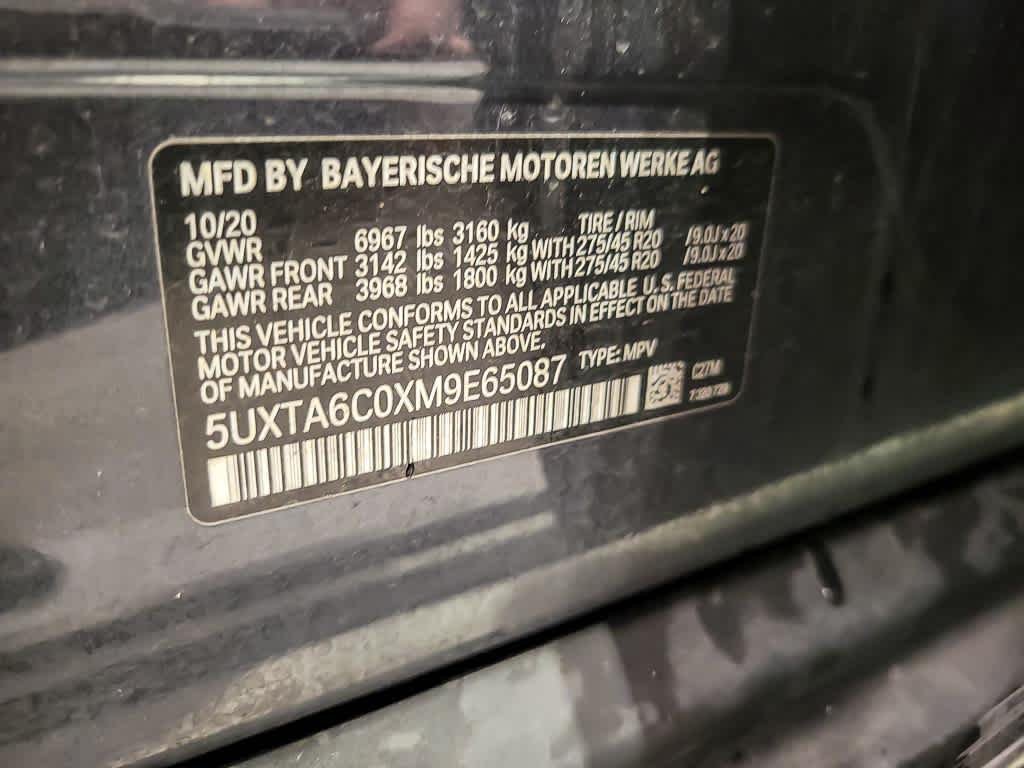 MFD BY BAYERISCHE MOTOREN WERKE AG
10/20 TIRE / RIM
GVWR 6967 lbs 3160 kg
GAWR FRONT 3142 lbs 1425 kg WITH 275/45 R20 /9.0J x 20
GAWR REAR 3968 lbs 1800 kg WITH 275/45 R20 /9.0J x 20
THIS VEHICLE CONFORMS TO ALL APPLICABLE U.S. FEDERAL
MOTOR VEHICLE SAFETY STANDARDS IN EFFECT ON THE DATE
OF MANUFACTURE SHOWN ABOVE.
5UXTA6C0XM9E65087 TYPE: MPV
C27M